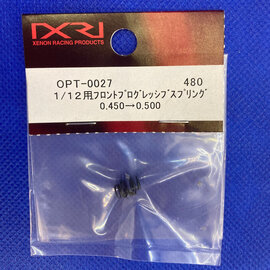 IXRI
XENON RACING PRODUCTS
OPT-0027 480
1/12用ﾌﾛﾝﾄﾌﾟﾛｸﾞﾚｯｼﾌﾞｽﾌﾟﾘﾝｸﾞ
0.450→0.500